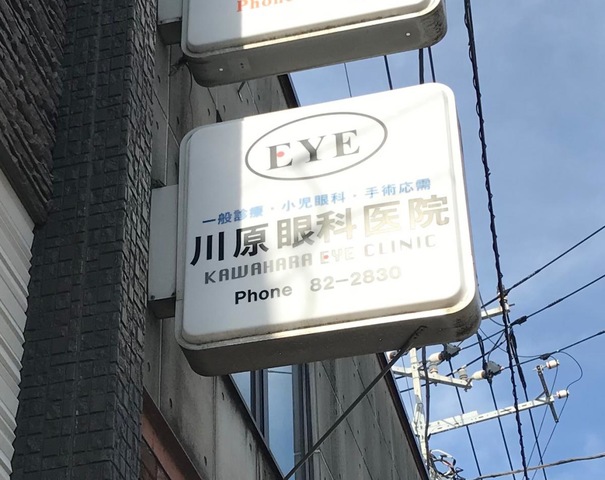 Phone
EYE
一般診療・小児眼科・手術応需
川原眼科医院
KAWAHARA EYE CLINIC
Phone 82-2830